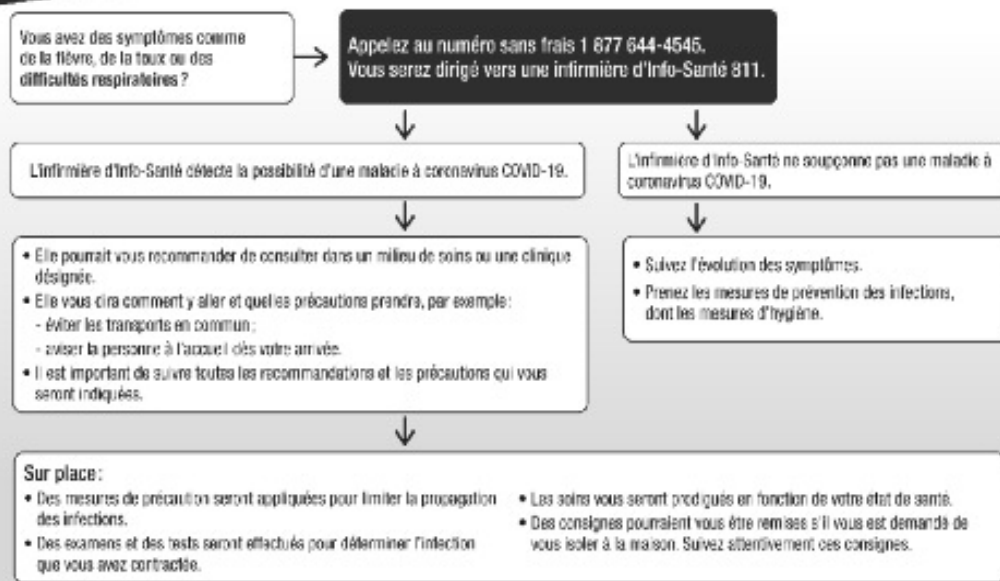 Vous avez des symptômes comme
de la fièvre, de la toux ou des
difficultés respiratoires ?
Appelez au numéro sans frais 1 877 644-4545.
Vous serez dirigé vers une infirmière d'Info-Santé 811.
L'infirmière d'Info-Santé détecte la possibilité d'une maladie à coronavirus COVID-19.
L'infirmière d'Info-Santé ne soupçonne pas une maladie à
coronavirus COVID-19.
• Elle pourrait vous recommander de consulter dans un milieu de soins ou une clinique
désignée.
• Elle vous dira comment y aller et quelles précautions prendre, par exemple :
- éviter les transports en commun ;
- aviser la personne à l'accueil dès votre arrivée.
• Il est important de suivre toutes les recommandations et les précautions qui vous
seront indiquées.
• Suivez l'évolution des symptômes.
• Prenez les mesures de prévention des infections,
dont les mesures d'hygiène.
Sur place :
• Des mesures de précaution seront appliquées pour limiter la propagation
des infections.
• Des examens et des tests seront effectués pour déterminer l'infection
que vous avez contractée.
• Les soins vous seront prodigués en fonction de votre état de santé.
• Des consignes pourraient vous être remises s'il vous est demandé de
vous isoler à la maison. Suivez attentivement ces consignes.